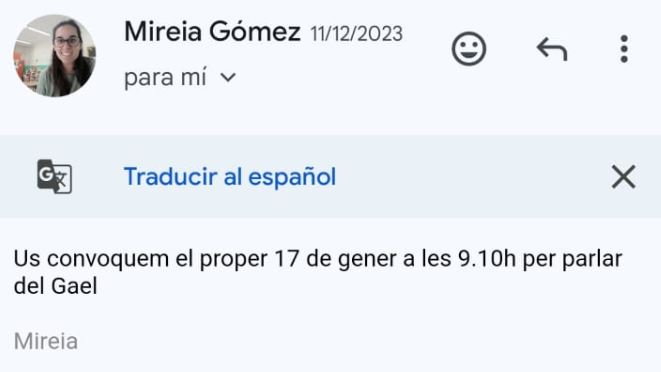 Mireia Gómez 11/12/2023
para mí
Traducir al español
Us convoquem el proper 17 de gener a les 9.10h per parlar
del Gael
Mireia